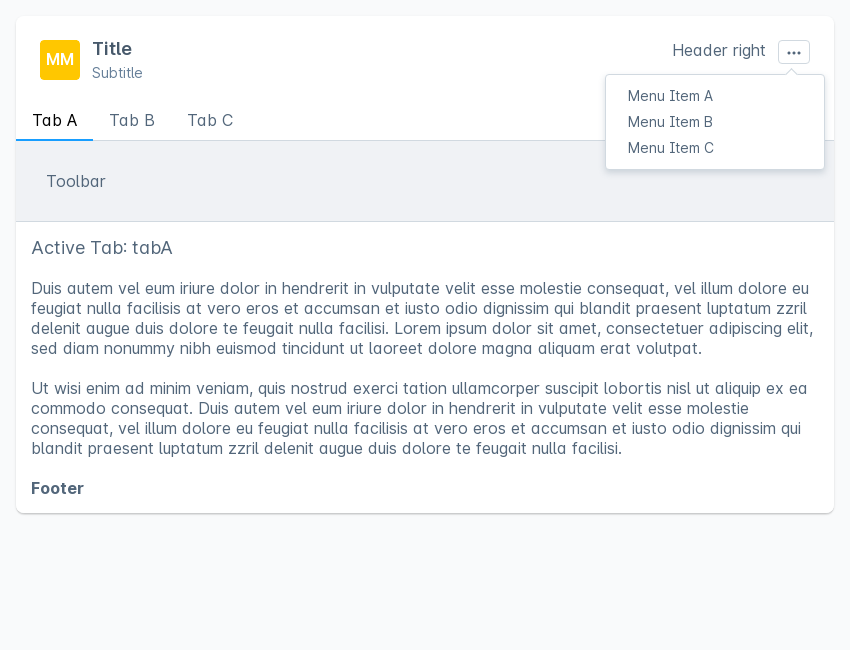 MM
Title
Subtitle
Header right
Menu Item A
Menu Item B
Menu Item C
Tab A
Tab B
Tab C
Toolbar
Active Tab: tabA
Duis autem vel eum iriure dolor in hendrerit in vulputate velit esse molestie consequat, vel illum dolore eu
feugiat nulla facilisis at vero eros et accumsan et iusto odio dignissim qui blandit praesent luptatum zzril
delenit augue duis dolore te feugait nulla facilisi. Lorem ipsum dolor sit amet, consectetuer adipiscing elit,
sed diam nonummy nibh euismod tincidunt ut laoreet dolore magna aliquam erat volutpat.
Ut wisi enim ad minim veniam, quis nostrud exerci tation ullamcorper suscipit lobortis nisl ut aliquip ex ea
commodo consequat. Duis autem vel eum iriure dolor in hendrerit in vulputate velit esse molestie
consequat, vel illum dolore eu feugiat nulla facilisis at vero eros et accumsan et iusto odio dignissim qui
blandit praesent luptatum zzril delenit augue duis dolore te feugait nulla facilisi.
Footer